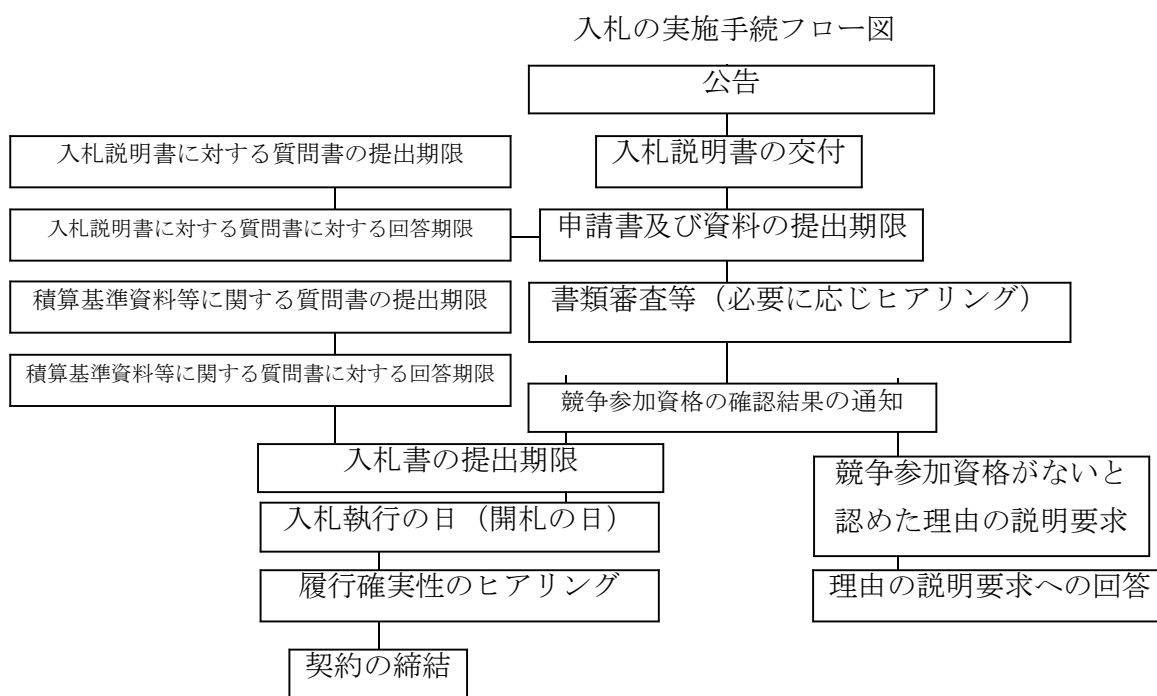 入札の実施手続フロー図
公告
入札説明書に対する質問書の提出期限
入札説明書の交付
入札説明書に対する質問書に対する回答期限
申請書及び資料の提出期限
積算基準資料等に関する質問書の提出期限
書類審査等（必要に応じヒアリング）
積算基準資料等に関する質問書に対する回答期限
競争参加資格の確認結果の通知
入札書の提出期限
競争参加資格がないと
認めた理由の説明要求
入札執行の日（開札の日）
履行確実性のヒアリング
理由の説明要求への回答
契約の締結